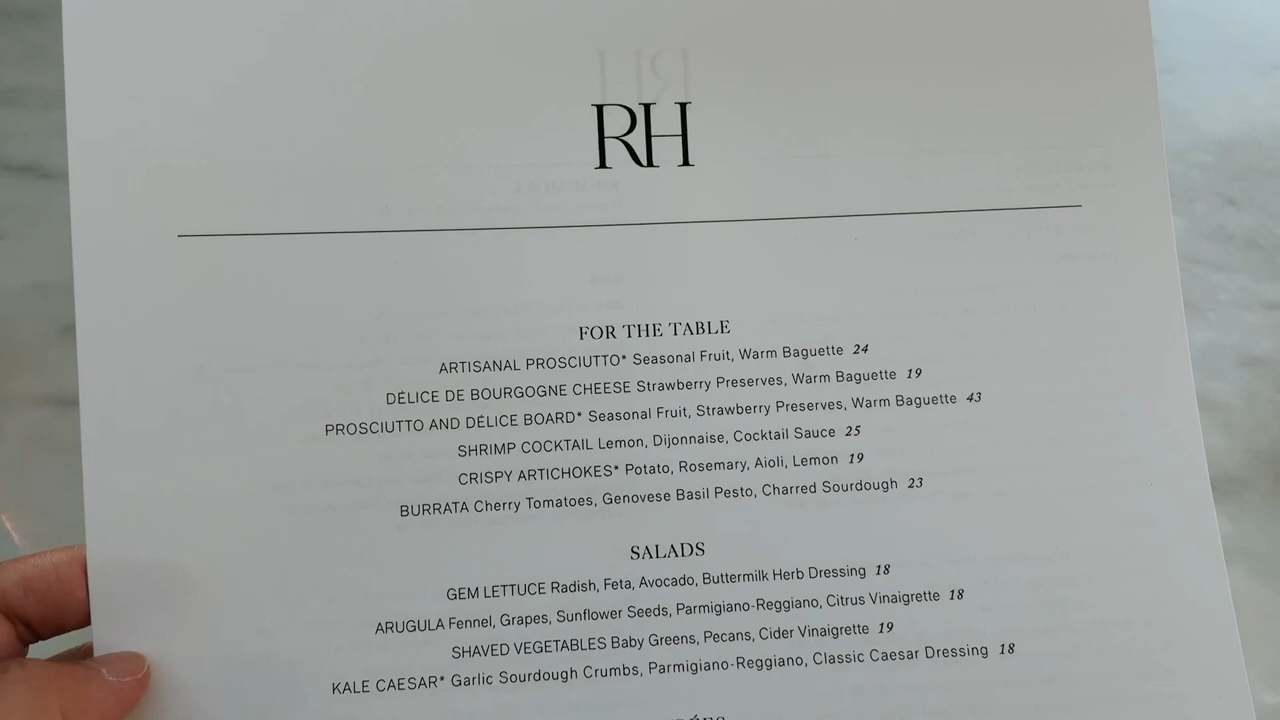 RH
FOR THE TABLE
ARTISANAL PROSCIUTTO* Seasonal Fruit, Warm Baguette 24
DÉLICE DE BOURGOGNE CHEESE Strawberry Preserves, Warm Baguette 19
PROSCIUTTO AND DÉLICE BOARD* Seasonal Fruit, Strawberry Preserves, Warm Baguette 43
SHRIMP COCKTAIL Lemon, Dijonnaise, Cocktail Sauce 25
CRISPY ARTICHOKES* Potato, Rosemary, Aioli, Lemon 19
BURRATA Cherry Tomatoes, Genovese Basil Pesto, Charred Sourdough 23
SALADS
GEM LETTUCE Radish, Feta, Avocado, Buttermilk Herb Dressing 18
ARUGULA Fennel, Grapes, Sunflower Seeds, Parmigiano-Reggiano, Citrus Vinaigrette 18
SHAVED VEGETABLES Baby Greens, Pecans, Cider Vinaigrette 19
KALE CAESAR* Garlic Sourdough Crumbs, Parmigiano-Reggiano, Classic Caesar Dressing 18